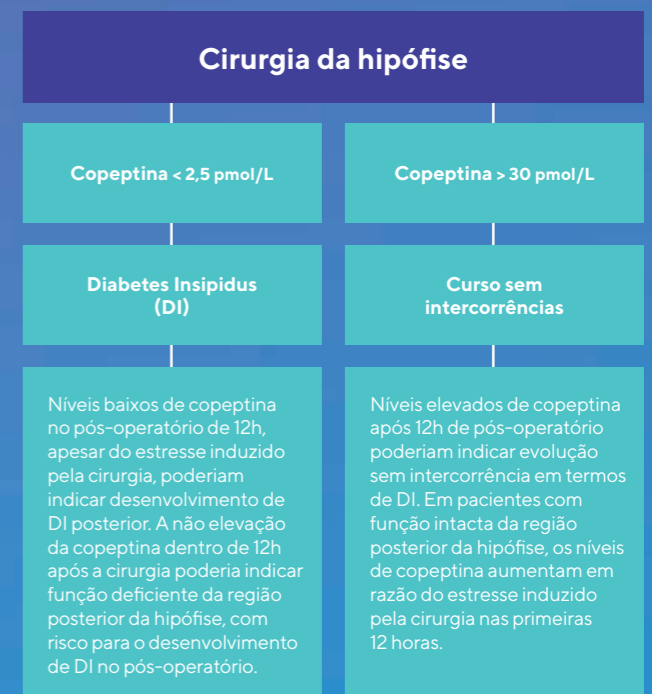 Cirurgia da hipófise
Copeptina < 2,5 pmol/L
Copeptina > 30 pmol/L
Diabetes Insipidus
(DI)
Curso sem
intercorrências
Níveis baixos de copeptina
no pós-operatório de 12h,
apesar do estresse induzido
pela cirurgia, poderiam
indicar desenvolvimento de
DI posterior. A não elevação
da copeptina dentro de 12h
após a cirurgia poderia indicar
função deficiente da região
posterior da hipófise, com
risco para o desenvolvimento
de DI no pós-operatório.
Níveis elevados de copeptina
após 12h de pós-operatório
poderiam indicar evolução
sem intercorrência em termos
de DI. Em pacientes com
função intacta da região
posterior da hipófise, os níveis
de copeptina aumentam em
razão do estresse induzido
pela cirurgia nas primeiras
12 horas.